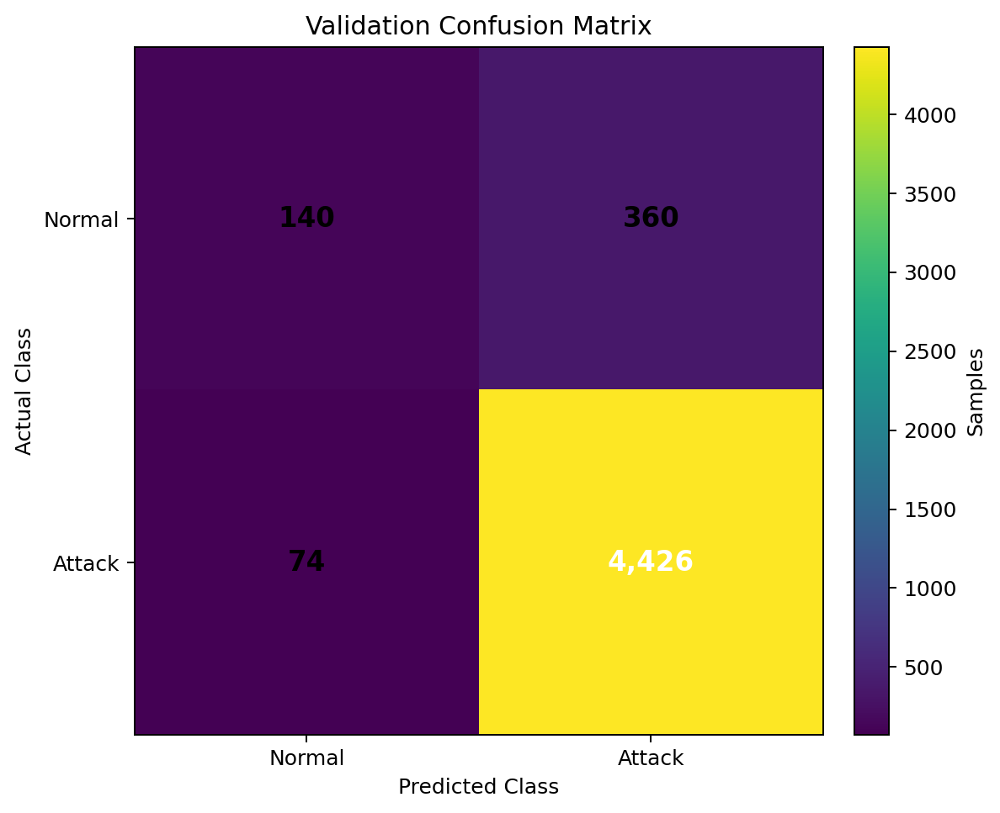 Validation Confusion Matrix
Actual Class
Normal
Attack
140
360
74
4,426
Normal
Attack
Predicted Class
4000
3500
3000
2500
2000
1500
1000
500
Samples